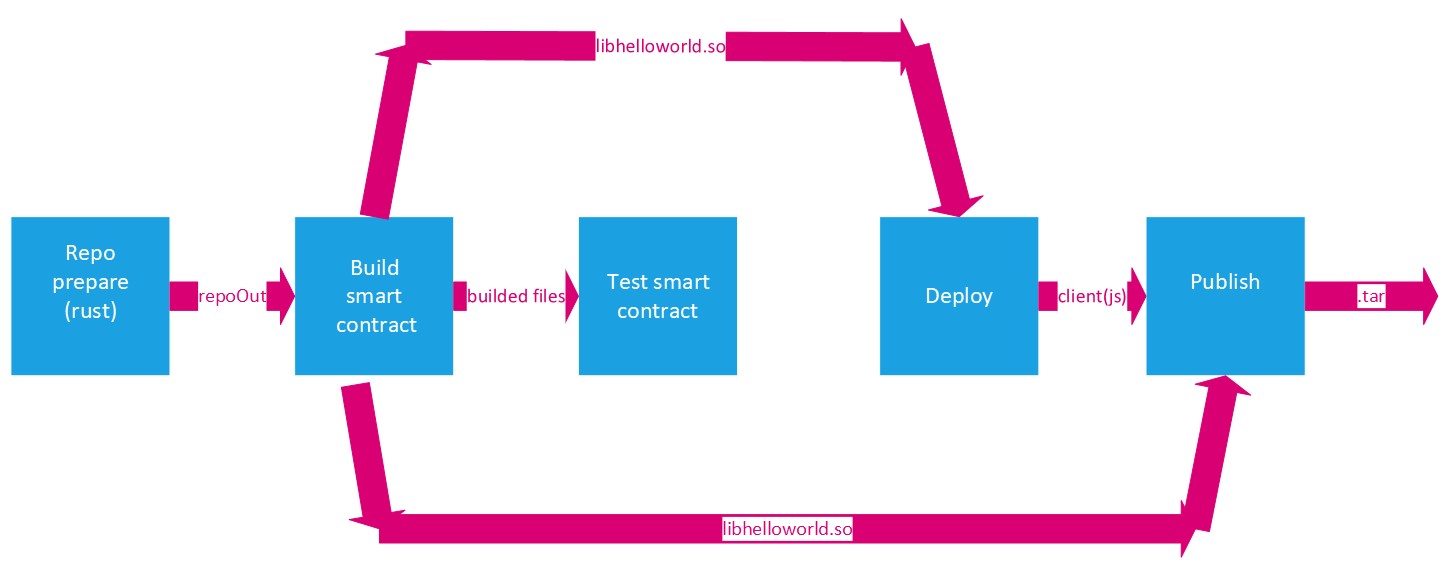 libhelloworld.so
Repo
prepare
(rust)
repoOut
Build
smart
contract
builded files
Test smart
contract
Deploy
client(js)
Publish
.tar
libhelloworld.so